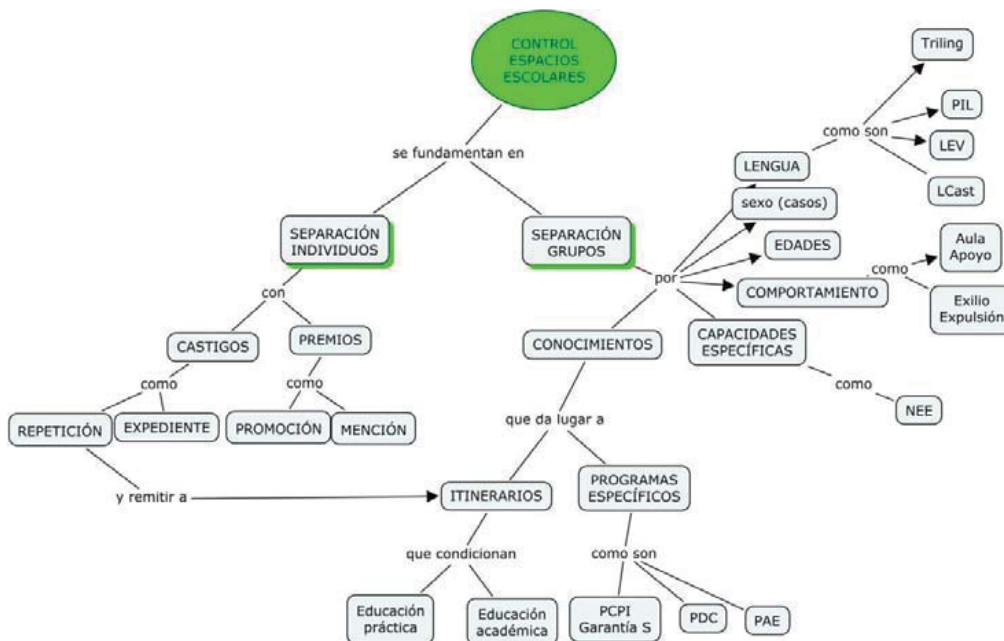 CONTROL
ESPACIOS
ESCOLARES
se fundamentan en
SEPARACIÓN
INDIVIDUOS
con
CASTIGOS
PREMIOS
como
como
REPETICIÓN
EXPEDIENTE
PROMOCIÓN
MENCIÓN
y remitir a
SEPARACIÓN
GRUPOS
por
LENGUA
como son
Triling
PIL
LEV
LCast
sexo (casos)
EDADES
COMPORTAMIENTO
como
Aula
Apoyo
Exilio
Expulsión
CAPACIDADES
ESPECÍFICAS
como
NEE
CONOCIMIENTOS
que da lugar a
ITINERARIOS
que condicionan
Educación
práctica
Educación
académica
PROGRAMAS
ESPECÍFICOS
como son
PCPI
Garantía S
PDC
PAE